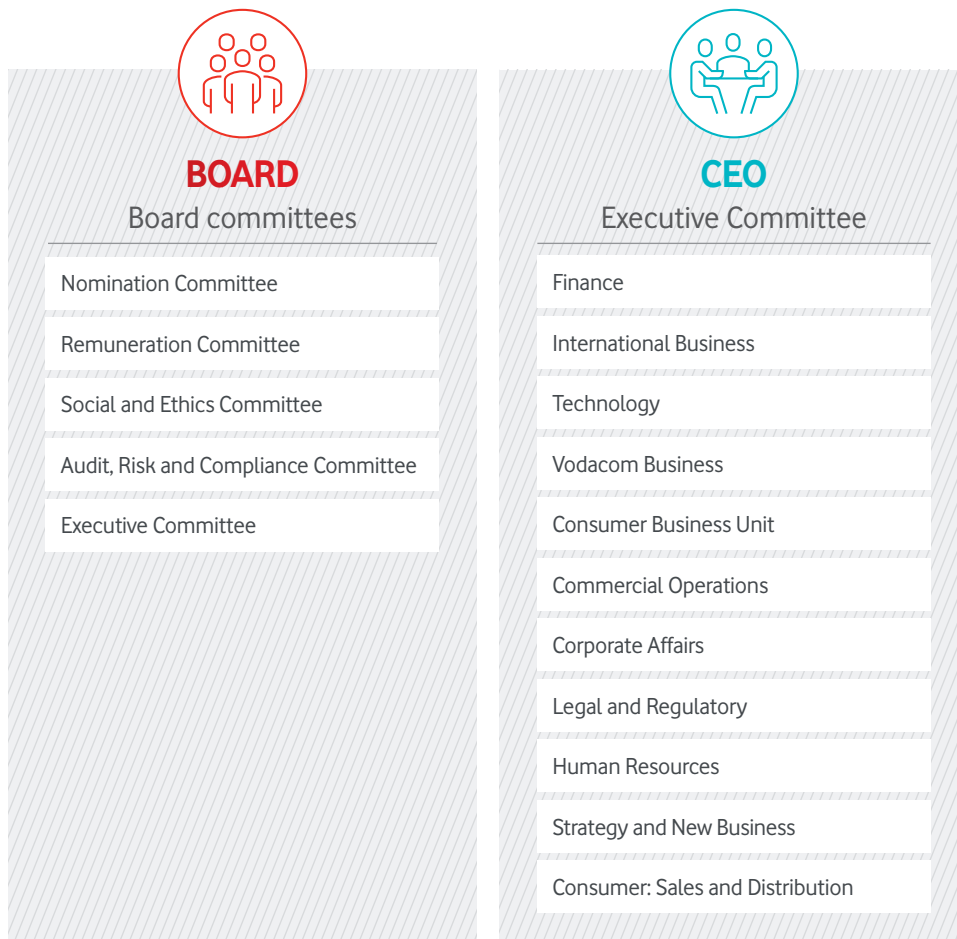 BOARD
Board committees
Nomination Committee
Remuneration Committee
Social and Ethics Committee
Audit, Risk and Compliance Committee
Executive Committee
CEO
Executive Committee
Finance
International Business
Technology
Vodacom Business
Consumer Business Unit
Commercial Operations
Corporate Affairs
Legal and Regulatory
Human Resources
Strategy and New Business
Consumer: Sales and Distribution